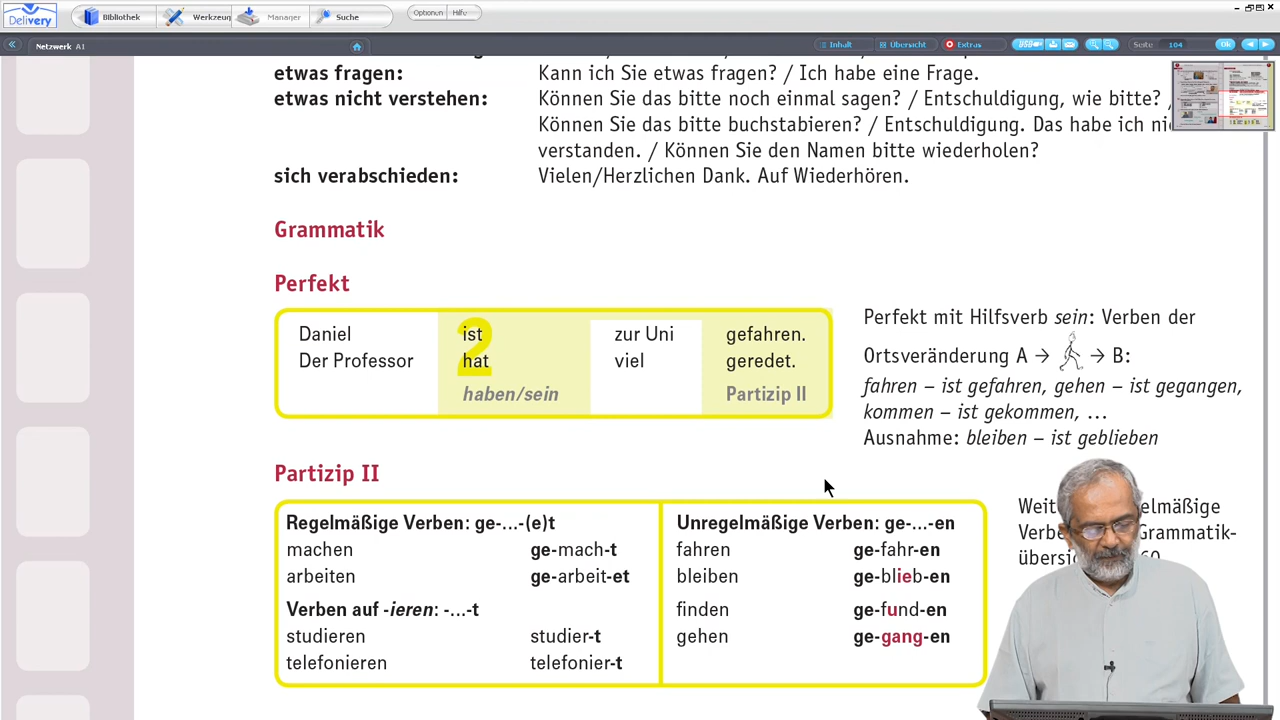 Delivery
Bibliothek
Werkzeug
Manager
Suche
Optionen
Hilfe
Netzwerk A1
Inhalt
Übersicht
Extras
Seite 104 Ok
etwas fragen: Kann ich Sie etwas fragen? / Ich habe eine Frage.
etwas nicht verstehen: Können Sie das bitte noch einmal sagen? / Entschuldigung, wie bitte? /
Können Sie das bitte buchstabieren? / Entschuldigung. Das habe ich
verstanden. / Können Sie den Namen bitte wiederholen?
sich verabschieden: Vielen/Herzlichen Dank. Auf Wiederhören.
Grammatik
Perfekt
2
Daniel ist zur Uni gefahren.
Der Professor hat viel geredet.
haben/sein Partizip II
Perfekt mit Hilfsverb sein: Verben der
Ortsveränderung A → → B:
fahren – ist gefahren, gehen – ist gegangen,
kommen – ist gekommen, …
Ausnahme: bleiben – ist geblieben
Partizip II
Regelmäßige Verben: ge-...-(e)t
machen ge-mach-t
arbeiten ge-arbeit-et
Verben auf -ieren: -...-t
studieren studier-t
telefonieren telefonier-t
Unregelmäßige Verben: ge-...-en
fahren ge-fahr-en
bleiben ge-blieb-en
finden ge-fund-en
gehen ge-gang-en